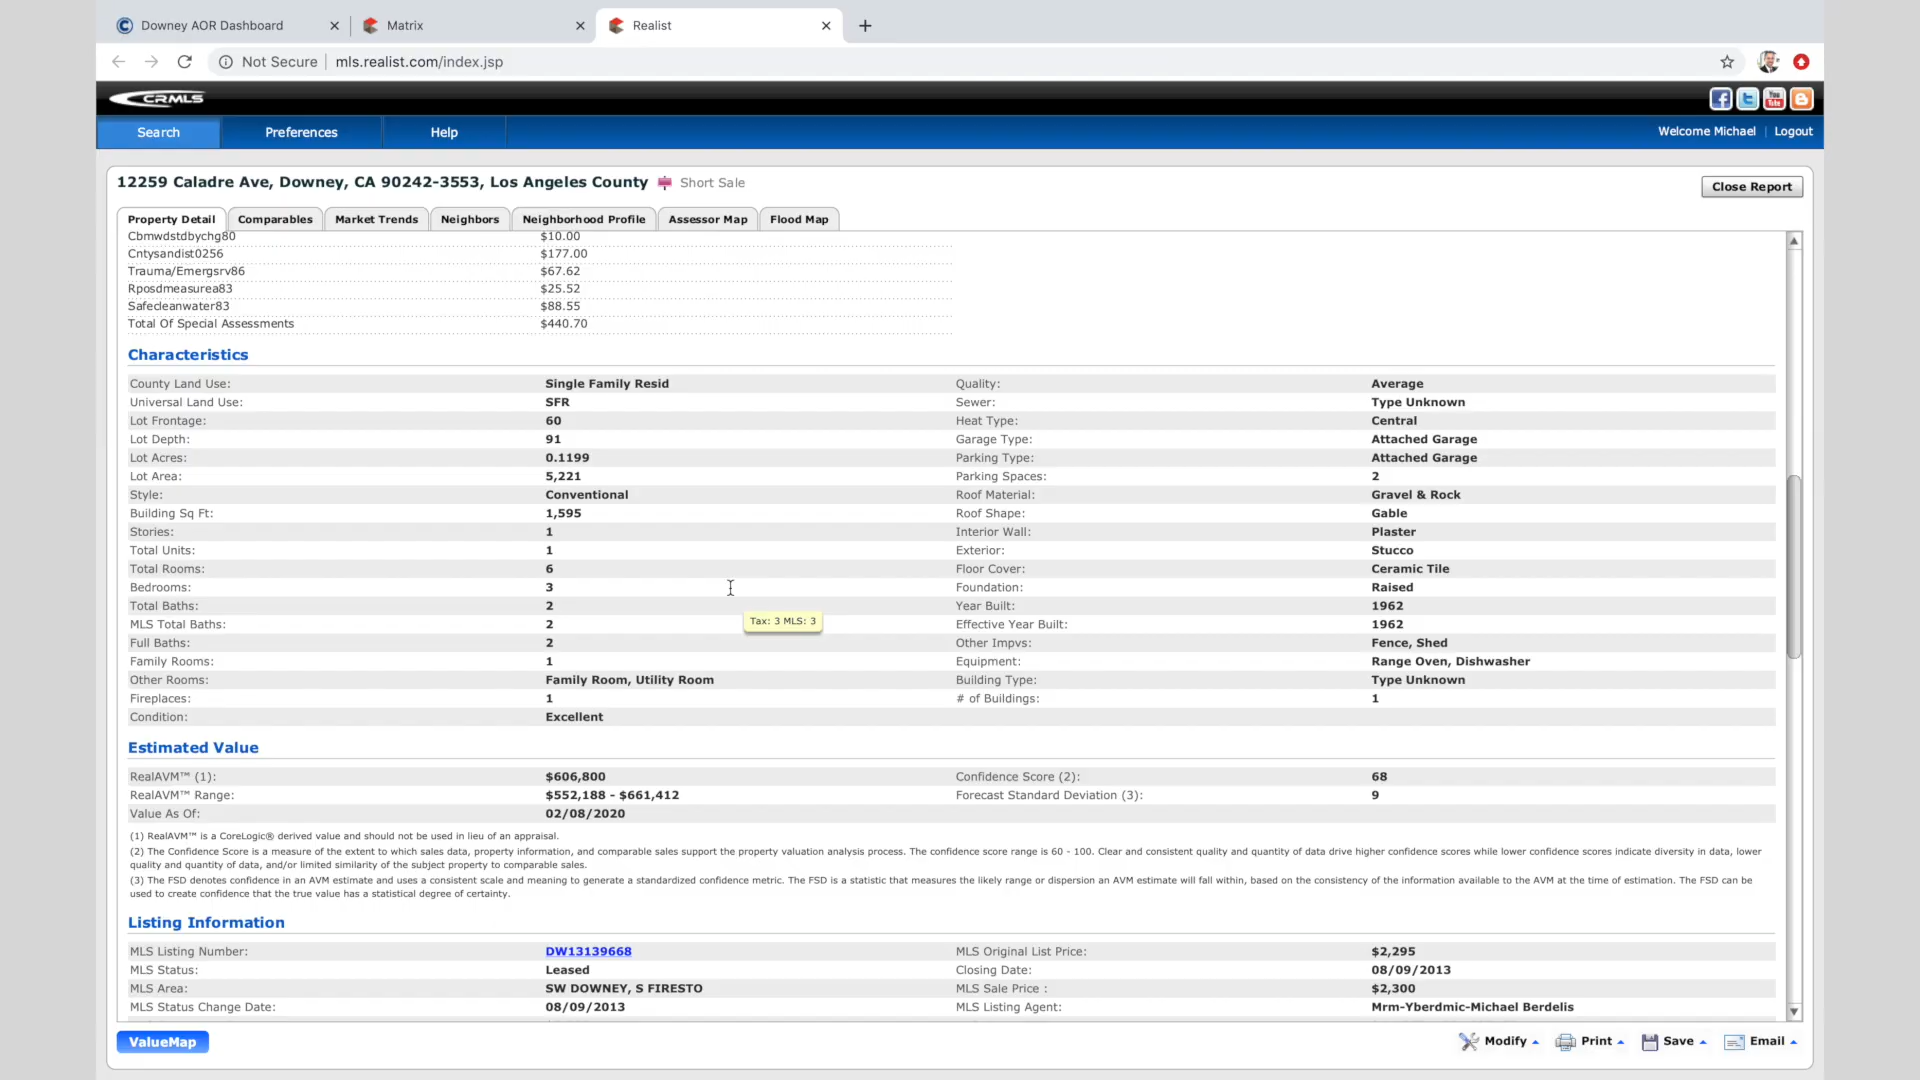 Downey AOR Dashboard
Matrix
Realist
Not Secure | mls.realist.com/index.jsp
CRMLS
Search Preferences Help Welcome Michael | Logout
12259 Caladre Ave, Downey, CA 90242-3553, Los Angeles County Short Sale
Close Report
Property Detail Comparables Market Trends Neighbors Neighborhood Profile Assessor Map Flood Map
Cbmwdstdbychg80 $10.00
Cntysandist0256 $177.00
Trauma/Emergsrv86 $67.62
Rposdmeasurea83 $25.52
Safecleanwater83 $88.55
Total Of Special Assessments $440.70
Characteristics
County Land Use: Single Family Resid Quality: Average
Universal Land Use: SFR Sewer: Type Unknown
Lot Frontage: 60 Heat Type: Central
Lot Depth: 91 Garage Type: Attached Garage
Lot Acres: 0.1199 Parking Type: Attached Garage
Lot Area: 5,221 Parking Spaces: 2
Style: Conventional Roof Material: Gravel & Rock
Building Sq Ft: 1,595 Roof Shape: Gable
Stories: 1 Interior Wall: Plaster
Total Units: 1 Exterior: Stucco
Total Rooms: 6 Floor Cover: Ceramic Tile
Bedrooms: 3 Foundation: Raised
Total Baths: 2 Year Built: 1962
Tax: 3 MLS: 3
MLS Total Baths: 2 Effective Year Built: 1962
Full Baths: 2 Other Impvs: Fence, Shed
Family Rooms: 1 Equipment: Range Oven, Dishwasher
Other Rooms: Family Room, Utility Room Building Type: Type Unknown
Fireplaces: 1 # of Buildings: 1
Condition: Excellent
Estimated Value
RealAVM™ (1): $606,800 Confidence Score (2): 68
RealAVM™ Range: $552,188 - $661,412 Forecast Standard Deviation (3): 9
Value As Of: 02/08/2020
(1) RealAVM™ is a CoreLogic® derived value and should not be used in lieu of an appraisal.
(2) The Confidence Score is a measure of the extent to which sales data, property information, and comparable sales support the property valuation analysis process. The confidence score range is 60 - 100. Clear and consistent quality and quantity of data drive higher confidence scores while lower confidence scores indicate diversity in data, lower
quality and quantity of data, and/or limited similarity of the subject property to comparable sales.
(3) The FSD denotes confidence in an AVM estimate and uses a consistent scale and meaning to generate a standardized confidence metric. The FSD is a statistic that measures the likely range or dispersion an AVM estimate will fall within, based on the consistency of the information available to the AVM at the time of estimation. The FSD can be
used to create confidence that the true value has a statistical degree of certainty.
Listing Information
MLS Listing Number: DW13139668 MLS Original List Price: $2,295
MLS Status: Leased Closing Date: 08/09/2013
MLS Area: SW DOWNEY, S FIRESTO MLS Sale Price : $2,300
MLS Status Change Date: 08/09/2013 MLS Listing Agent: Mrm-Yberdmic-Michael Berdelis
ValueMap Modify Print Save Email